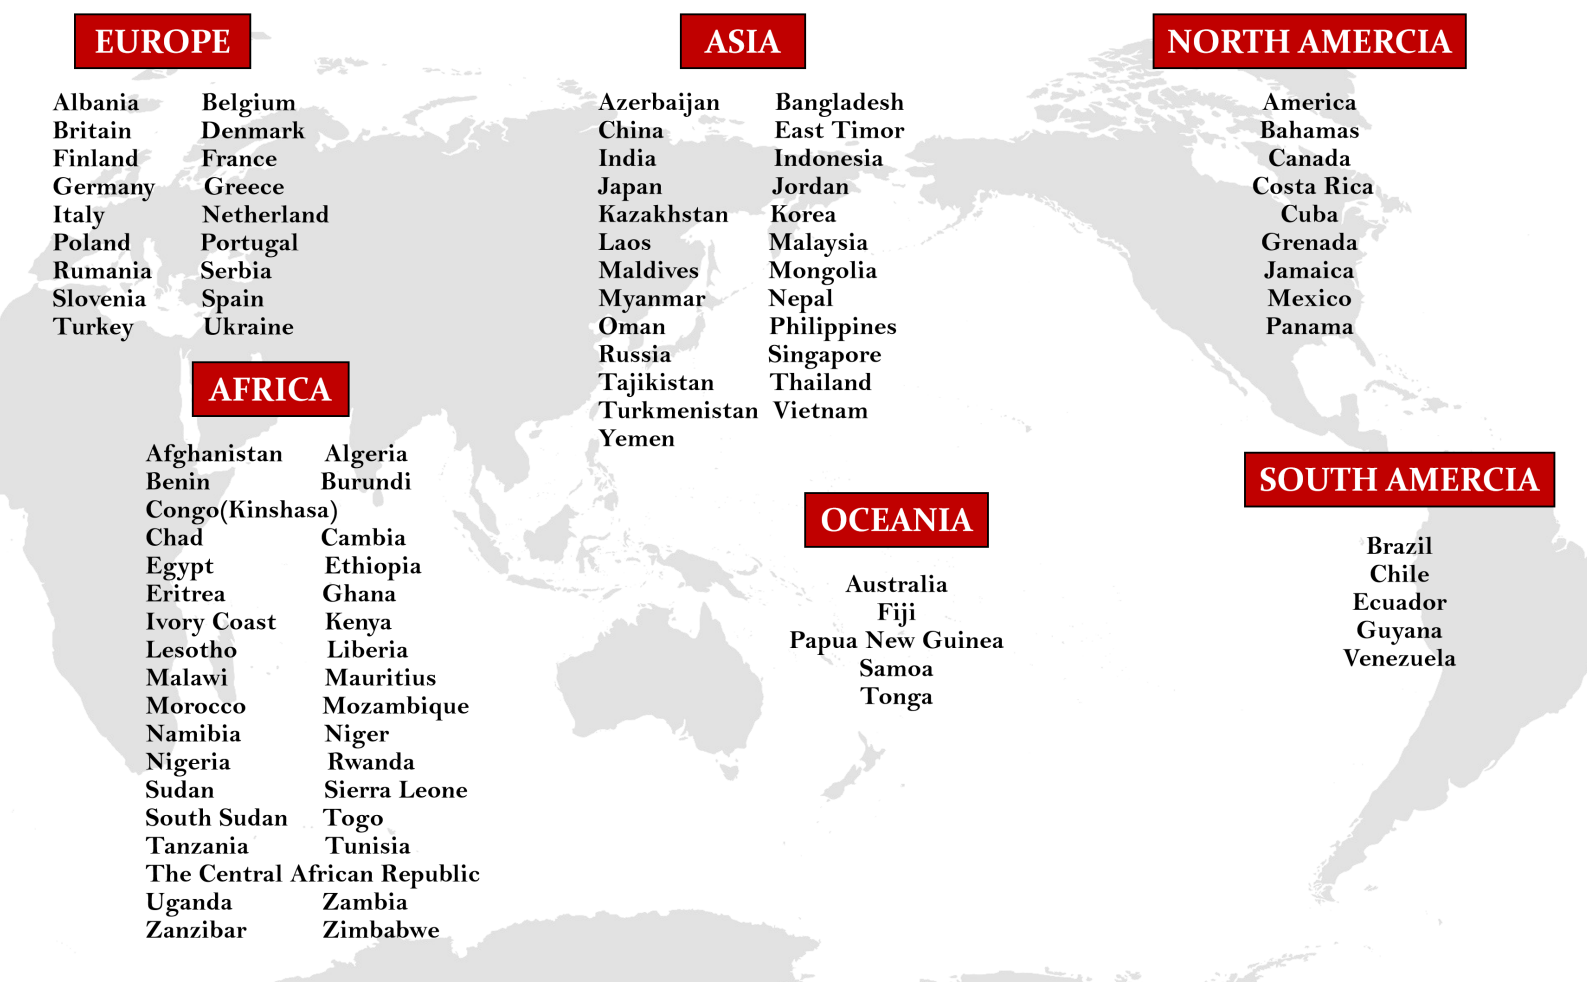 EUROPE
Albania Belgium
Britain Denmark
Finland France
Germany Greece
Italy Netherland
Poland Portugal
Rumania Serbia
Slovenia Spain
Turkey Ukraine
AFRICA
Afghanistan Algeria
Benin Burundi
Congo(Kinshasa)
Chad Cambia
Egypt Ethiopia
Eritrea Ghana
Ivory Coast Kenya
Lesotho Liberia
Malawi Mauritius
Morocco Mozambique
Namibia Niger
Nigeria Rwanda
Sudan Sierra Leone
South Sudan Togo
Tanzania Tunisia
The Central African Republic
Uganda Zambia
Zanzibar Zimbabwe
ASIA
Azerbaijan Bangladesh
China East Timor
India Indonesia
Japan Jordan
Kazakhstan Korea
Laos Malaysia
Maldives Mongolia
Myanmar Nepal
Oman Philippines
Russia Singapore
Tajikistan Thailand
Turkmenistan Vietnam
Yemen
OCEANIA
Australia
Fiji
Papua New Guinea
Samoa
Tonga
NORTH AMERCIA
America
Bahamas
Canada
Costa Rica
Cuba
Grenada
Jamaica
Mexico
Panama
SOUTH AMERCIA
Brazil
Chile
Ecuador
Guyana
Venezuela